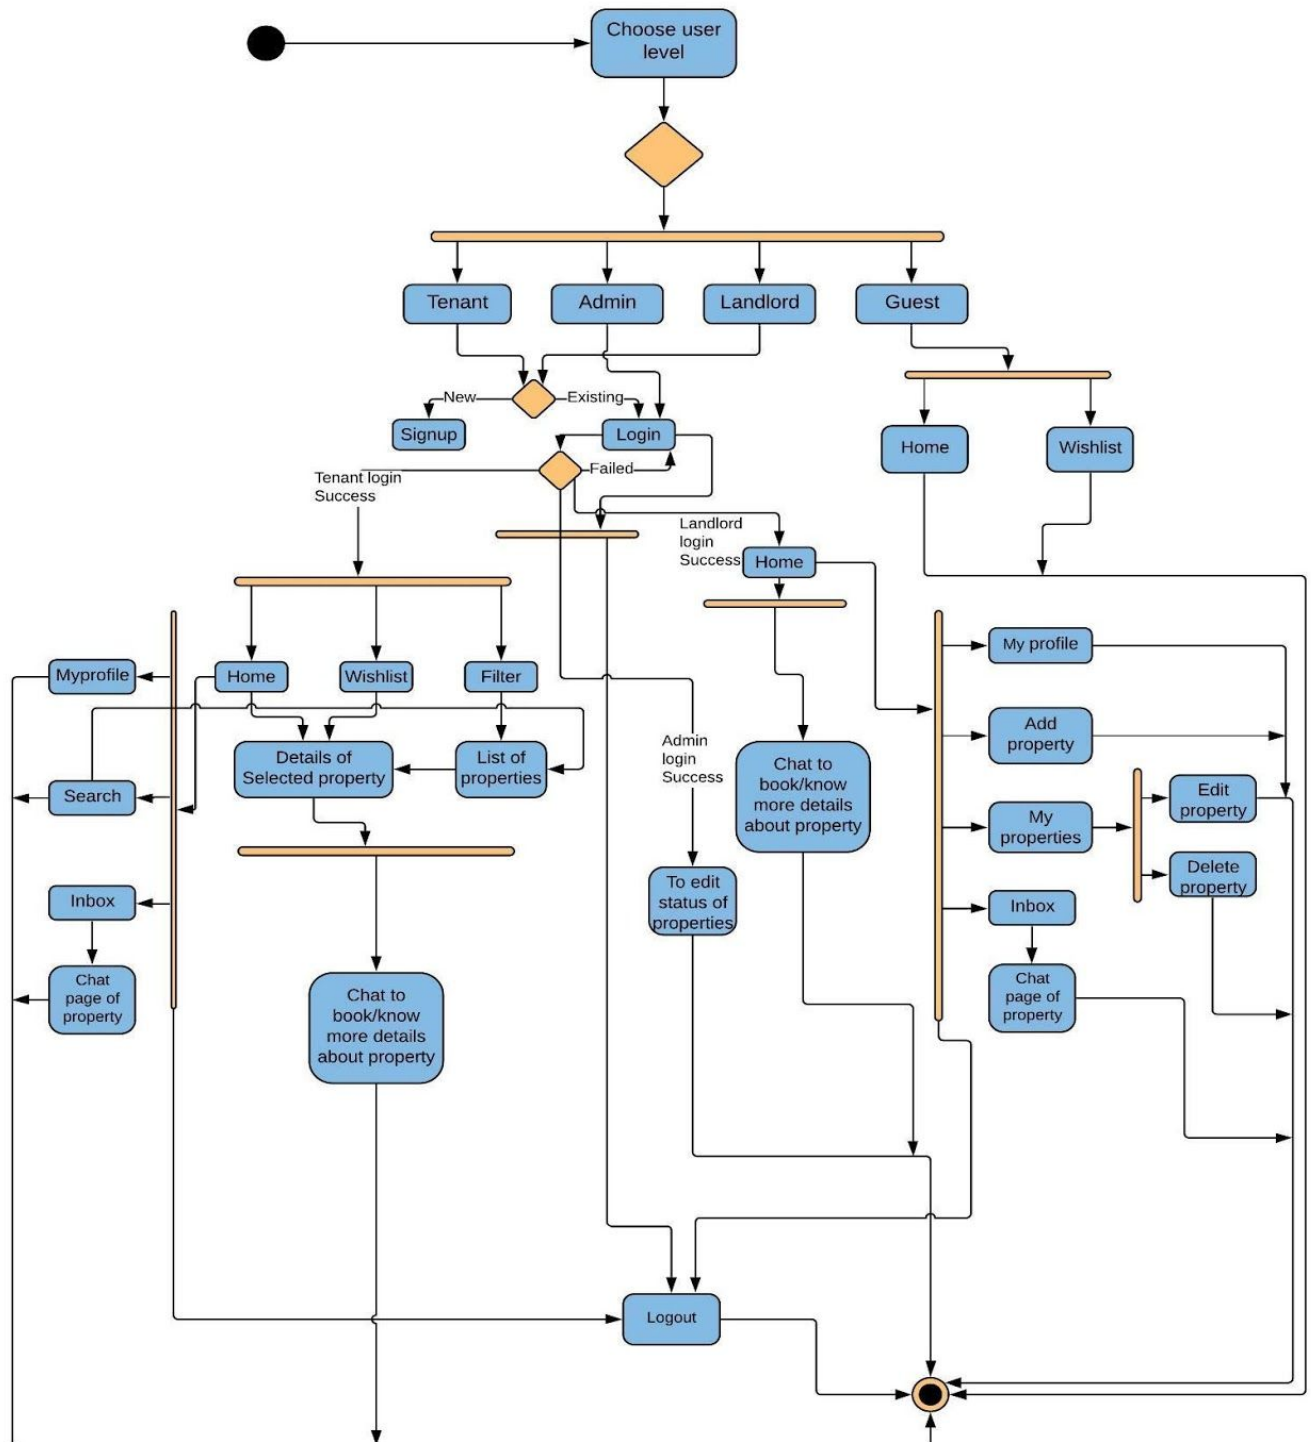 Choose user
level
Tenant
Admin
Landlord
Guest
New
Existing
Signup
Login
Home
Wishlist
Failed
Tenant login
Success
Landlord
login
Success
Home
My profile
Myprofile
Home
Wishlist
Filter
Add
property
Admin
login
Success
Details of
Selected property
List of
properties
Chat to
book/know
more details
about property
Search
My
properties
Edit
property
Delete
property
To edit
status of
properties
Inbox
Inbox
Chat
page of
property
Chat
page of
property
Chat to
book/know
more details
about property
Logout